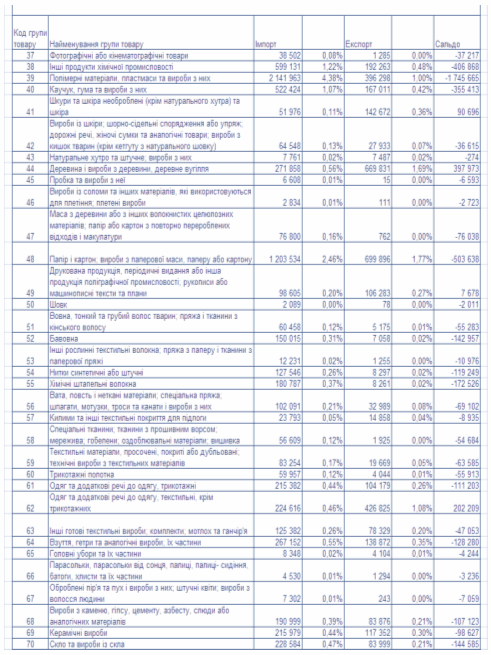 Код групи
товару Найменування групи товару Імпорт Експорт Сальдо
37 Фотографічні або кінематографічні товари 38 502 0,08% 1 285 0,00% -37 217
38 Інші продукти хімічної промисловості 599 131 1,22% 192 263 0,48% -406 868
39 Полімерні матеріали, пластмаси та вироби з них 2 141 963 4,38% 396 298 1,00% -1 745 665
40 Каучук, гума та вироби з них 522 424 1,07% 167 011 0,42% -355 413
Шкури та шкіра необроблені (крім натурального хутра) та
41 шкіра 51 976 0,11% 142 672 0,36% 90 696
Вироби із шкіри; шорно-сідельні спорядження або упряж;
дорожні речі, жіночі сумки та аналогічні товари; вироби з
42 кишок тварин (крім кетгуту з натурального шовку) 64 548 0,13% 27 933 0,07% -36 615
43 Натуральне хутро та штучне; вироби з них 7 761 0,02% 7 487 0,02% -274
44 Деревина і вироби з деревини; деревне вугілля 271 858 0,56% 669 831 1,69% 397 973
45 Пробка та вироби з неї 6 608 0,01% 15 0,00% -6 593
Вироби із соломи та інших матеріалів, які використовуються
46 для плетіння; плетені вироби 2 834 0,01% 111 0,00% -2 723
Маса з деревини або з інших волокнистих целюлозних
матеріалів; папір або картон з повторно перероблених
47 відходів і макулатури 76 800 0,16% 762 0,00% -76 038
48 Папір і картон; вироби з паперової маси, паперу або картону 1 203 534 2,46% 699 896 1,77% -503 638
Друкована продукція, періодичні видання або інша
продукція поліграфічної промисловості; рукописи або
49 машинописні тексти та плани 98 605 0,20% 106 283 0,27% 7 678
50 Шовк 2 089 0,00% 78 0,00% -2 011
Вовна, тонкий та грубий волос тварин; пряжа і тканини з
51 кінського волосу 60 458 0,12% 5 175 0,01% -55 283
52 Бавовна 150 015 0,31% 7 058 0,02% -142 957
Інші рослинні текстильні волокна; пряжа з паперу і тканини з
53 паперової пряжі 12 231 0,02% 1 255 0,00% -10 976
54 Нитки синтетичні або штучні 127 546 0,26% 8 297 0,02% -119 249
55 Хімічні штапельні волокна 180 787 0,37% 8 261 0,02% -172 526
Вата, повсть і неткані матеріали; спеціальна пряжа;
56 шпагати, мотузки, троси та канати і вироби з них 102 091 0,21% 32 989 0,08% -69 102
57 Килими та інші текстильні покриття для підлоги 23 793 0,05% 14 858 0,04% -8 935
Спеціальні тканини; тканини з прошивним ворсом;
58 мережива; гобелени; оздоблювальні матеріали; вишивка 56 609 0,12% 1 925 0,00% -54 684
Текстильні матеріали, просочені, покриті або дубльовані;
59 технічні вироби з текстильних матеріалів 83 254 0,17% 19 669 0,05% -63 585
60 Трикотажні полотна 59 957 0,12% 4 044 0,01% -55 913
61 Одяг та додаткові речі до одягу, трикотажні 215 382 0,44% 104 179 0,26% -111 203
Одяг та додаткові речі до одягу, текстильні, крім
62 трикотажних 224 616 0,46% 426 825 1,08% 202 209
63 Інші готові текстильні вироби; комплекти; мотлох та ганчір'я 125 382 0,26% 78 329 0,20% -47 053
64 Взуття, гетри та аналогічні вироби; їх частини 267 152 0,55% 138 872 0,35% -128 280
65 Головні убори та їх частини 8 348 0,02% 4 104 0,01% -4 244
Парасольки, парасольки від сонця, палиці, палиці- сидіння,
66 батоги, хлисти та їх частини 4 530 0,01% 1 294 0,00% -3 236
Оброблені пір'я та пух і вироби з них; штучні квіти; вироби з
67 волосся людини 7 302 0,01% 243 0,00% -7 059
Вироби з каменю, гіпсу, цементу, азбесту, слюди або
68 аналогічних матеріалів 190 999 0,39% 83 876 0,21% -107 123
69 Керамічні вироби 215 979 0,44% 117 352 0,30% -98 627
70 Скло та вироби із скла 228 584 0,47% 83 999 0,21% -144 585